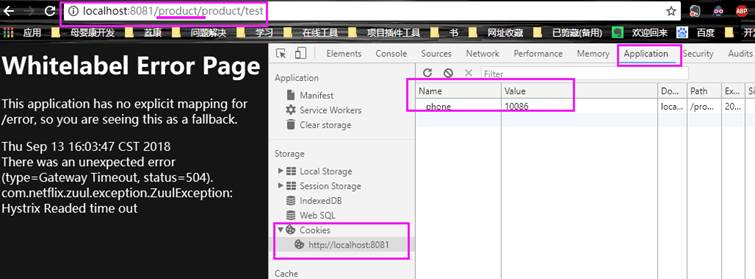 localhost:8081/product/product/test
应用 母婴康开发 蓝康 问题解决 学习 在线工具 项目插件工具 书 网址收藏 已剪藏(备用) 欢迎回来 百度 开发
Elements Console Sources Network Performance Memory Application Security Audits
Whitelabel Error Page
This application has no explicit mapping for
/error, so you are seeing this as a fallback.
Thu Sep 13 16:03:47 CST 2018
There was an unexpected error
(type=Gateway Timeout, status=504).
com.netflix.zuul.exception.ZuulException:
Hystrix Readed time out
Application
Manifest
Service Workers
Clear storage
Storage
Local Storage
Session Storage
IndexedDB
Web SQL
Cookies
http://localhost:8081
Cache
Filter
Name Value Do... Path Ex... Si
phone 10086 loca... /pro... 20...
ABP